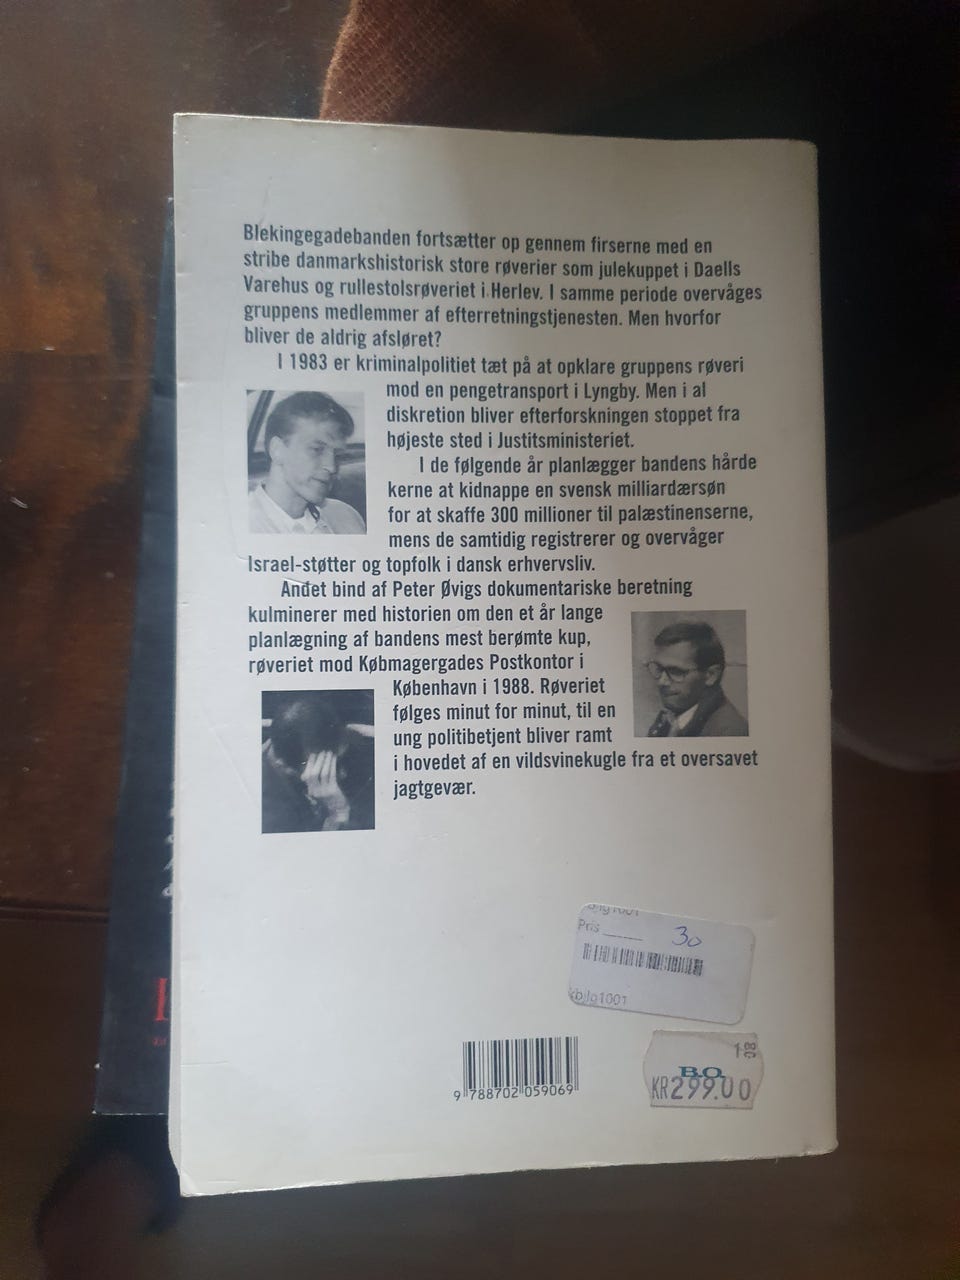 Blekingegadebanden fortsætter op gennem firserne med en
stribe danmarkshistorisk store røverier som julekuppet i Daells
Varehus og rullestolsrøveriet i Herlev. I samme periode overvåges
gruppens medlemmer af efterretningstjenesten. Men hvorfor
bliver de aldrig afsløret?
I 1983 er kriminalpolitiet tæt på at opklare gruppens røveri
mod en pengetransport i Lyngby. Men i al
diskretion bliver efterforskningen stoppet fra
højeste sted i Justitsministeriet.
I de følgende år planlægger bandens hårde
kerne at kidnappe en svensk milliardærsøn
for at skaffe 300 millioner til palæstinenserne,
mens de samtidig registrerer og overvåger
Israel-støtter og topfolk i dansk erhvervsliv.
Andet bind af Peter Øvigs dokumentariske beretning
kulminerer med historien om den et år lange
planlægning af bandens mest berømte kup,
røveriet mod Købmagergades Postkontor i
København i 1988. Røveriet
følges minut for minut, til en
ung politibetjent bliver ramt
i hovedet af en vildsvinekugle fra et oversavet
jagtgevær.
Pris 30
kbjlg1001
9 788702 059069
1 08
B.O.
KR299.00